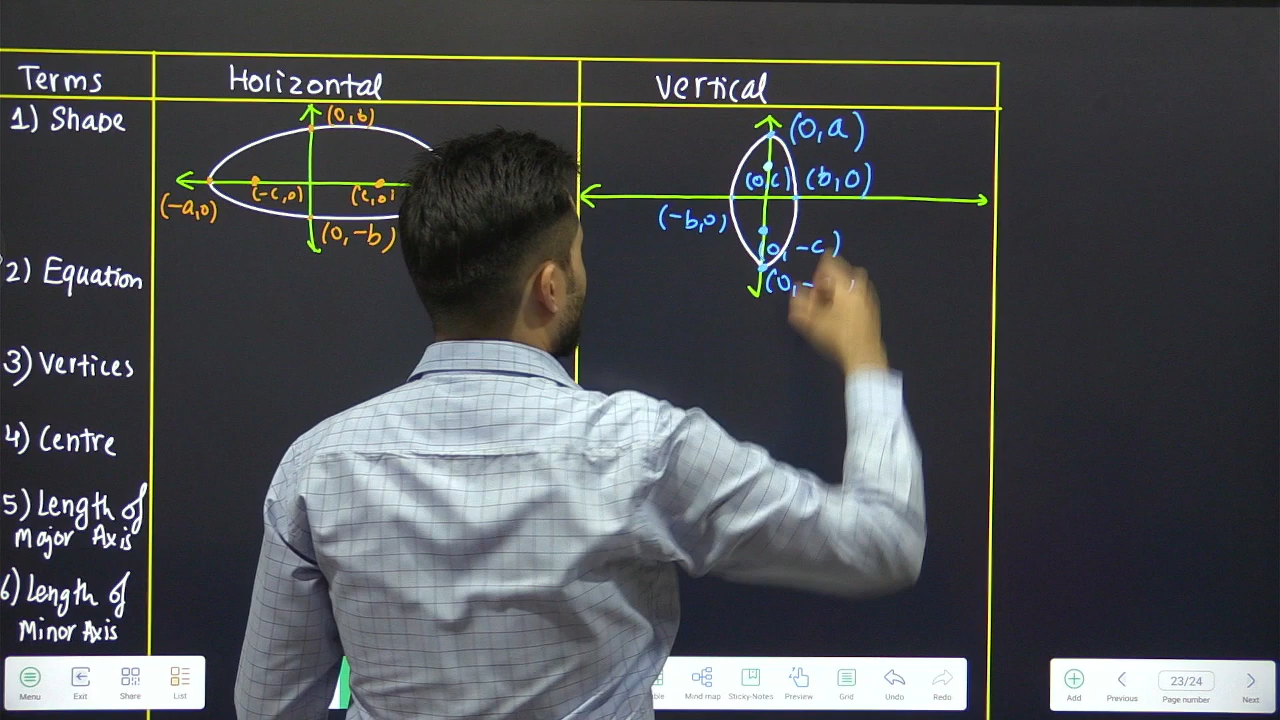 Terms
Horizontal
Vertical
1) Shape
(0,b)
(-a,0)
(-c,0)
(c,0)
(0,-b)
(0,a)
(0,c)
(b,0)
(-b,0)
(0,-c)
(0,-
2) Equation
3) Vertices
4) Centre
5) Length of
Major Axis
6) Length of
Minor Axis
Menu
Exit
Share
List
Mind map
Sticky-Notes
Preview
Grid
Undo
Redo
Add
Previous
23/24
Page number
Next